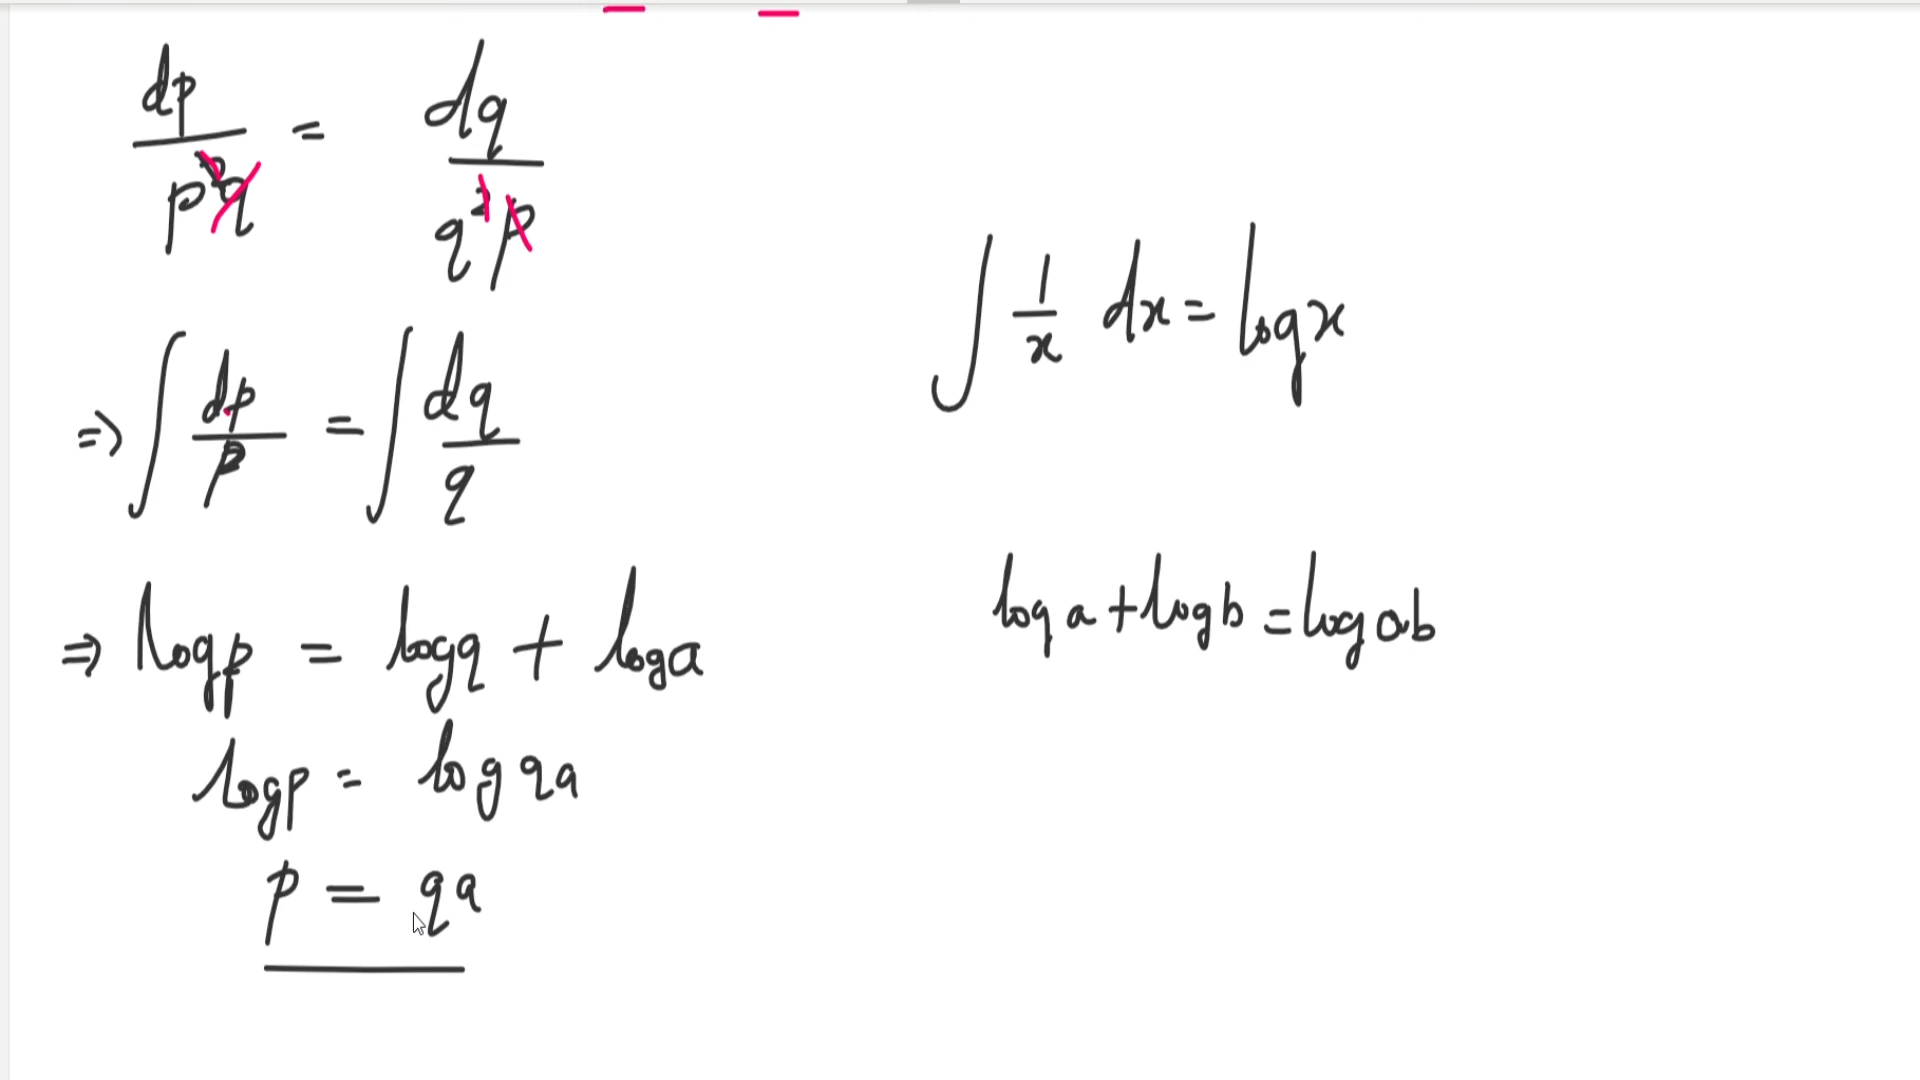 dp/p²q = dq/q²p
⇒ ∫ dp/p = ∫ dq/q
∫ 1/x dx = log x
⇒ log p = log q + log a
log a + log b = log ab
log p = log qa
p = qa